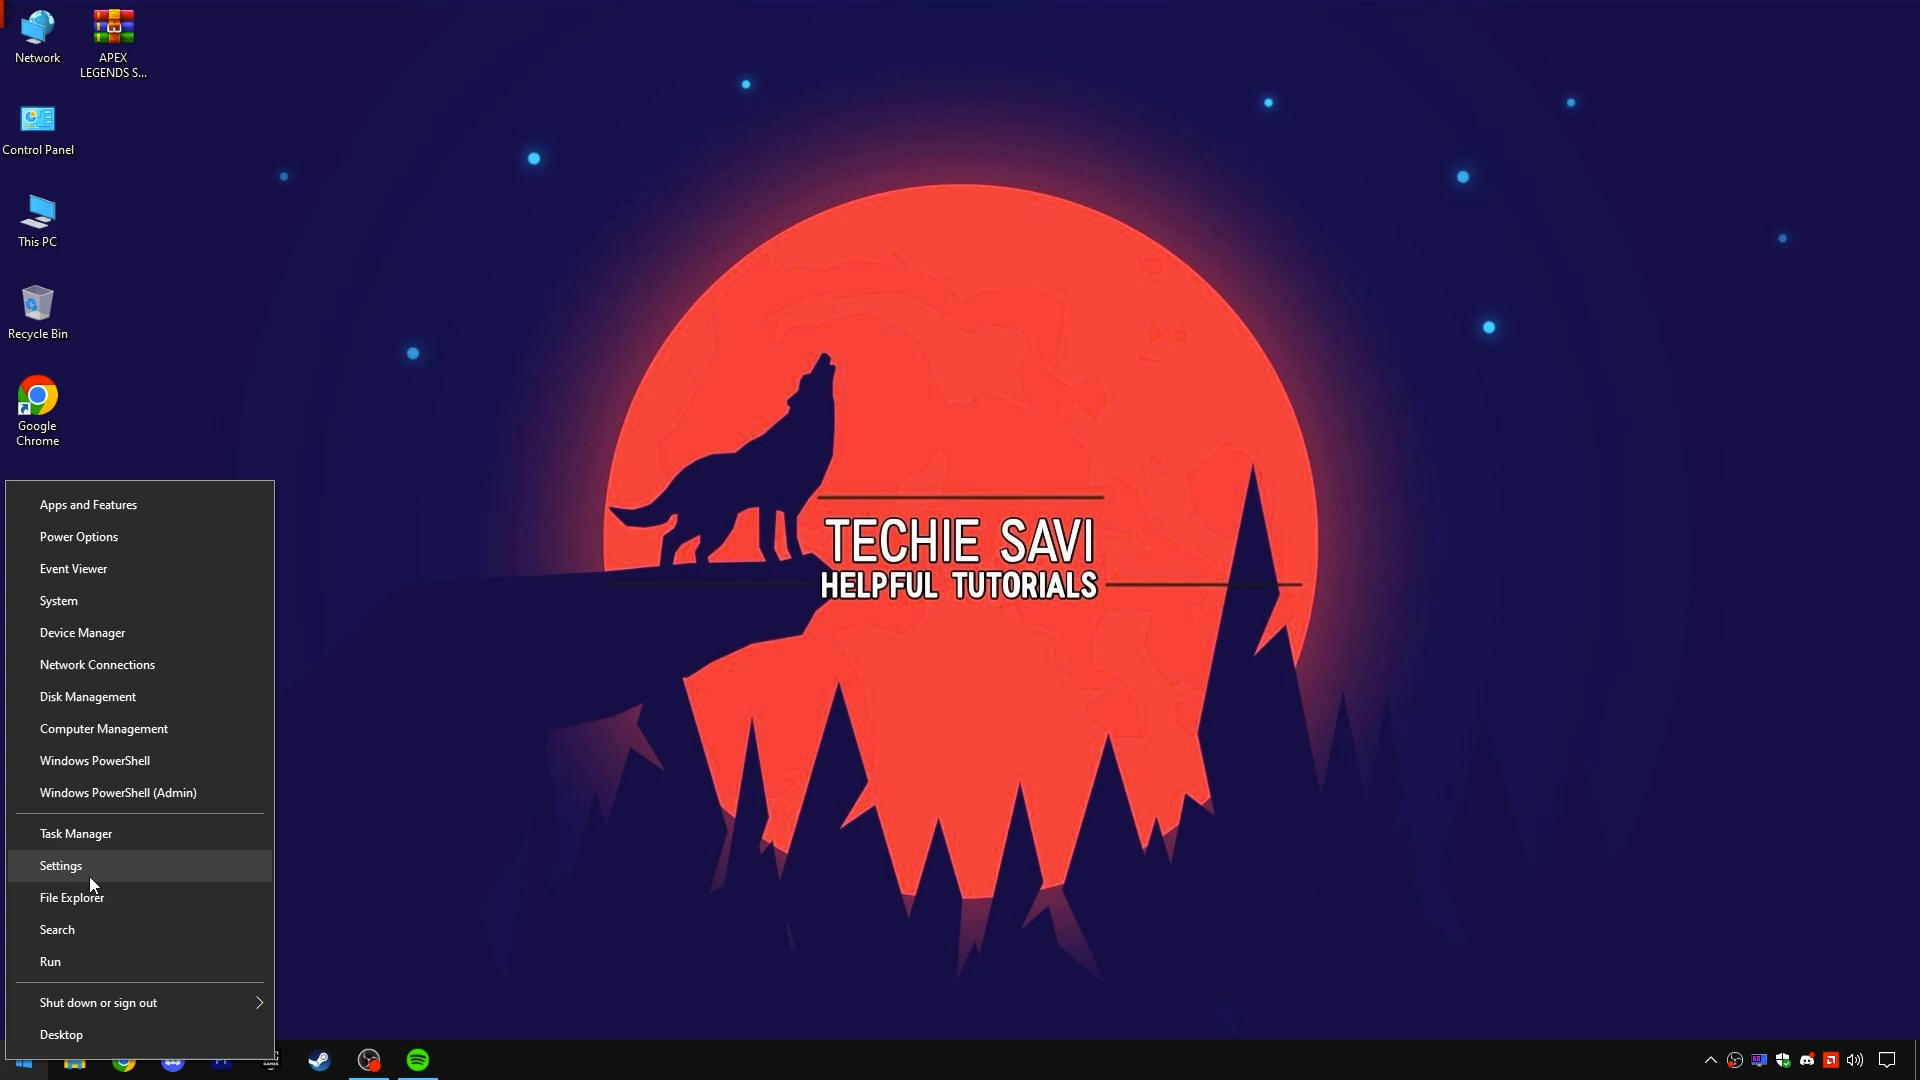 Network
APEX
LEGENDS S...
Control Panel
This PC
Recycle Bin
Google
Chrome
Apps and Features
Power Options
Event Viewer
System
Device Manager
Network Connections
Disk Management
Computer Management
Windows PowerShell
Windows PowerShell (Admin)
Task Manager
Settings
File Explorer
Search
Run
Shut down or sign out
Desktop
TECHIE SAVI
HELPFUL TUTORIALS